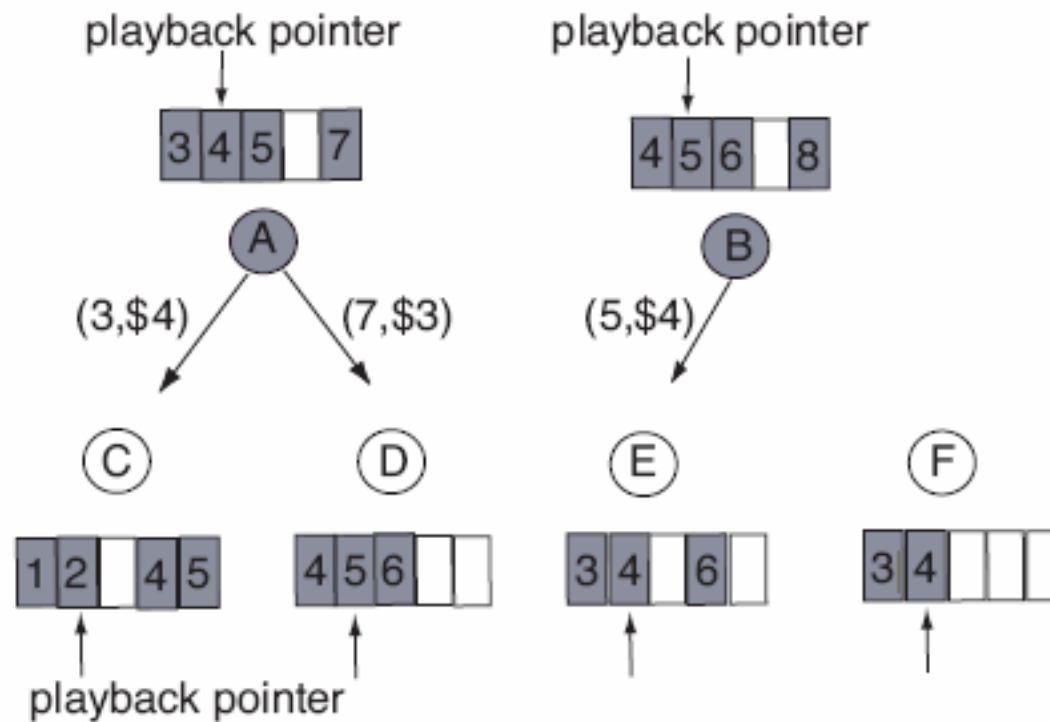 playback pointer playback pointer
3 4 5 7 4 5 6 8
A B
(3,$4) (7,$3) (5,$4)
C D E F
1 2 4 5 4 5 6 3 4 6 3 4
playback pointer